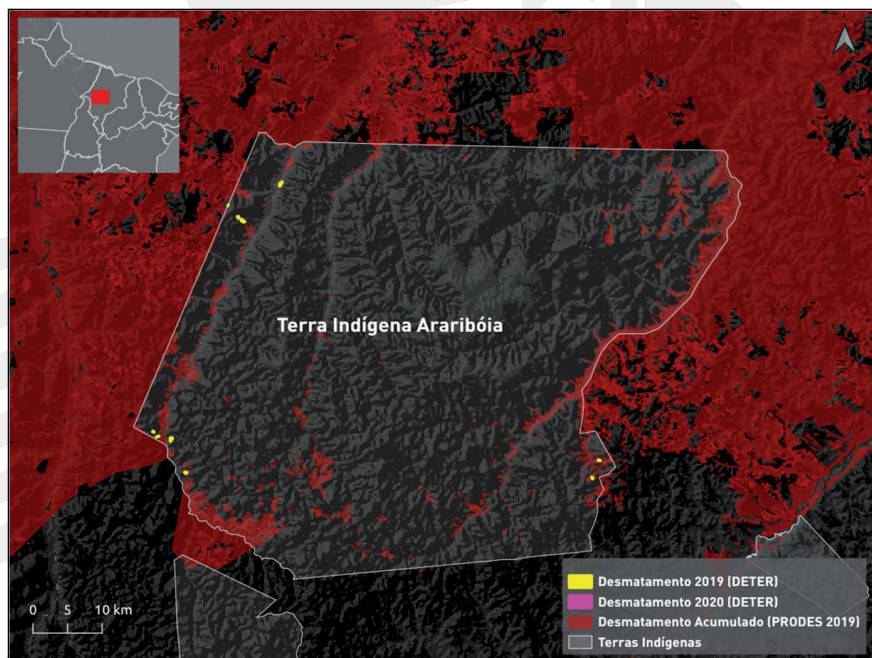 Terra Indígena Araribóia
Desmatamento 2019 (DETER)
Desmatamento 2020 (DETER)
Desmatamento Acumulado (PRODES 2019)
Terras Indígenas
0 5 10 km